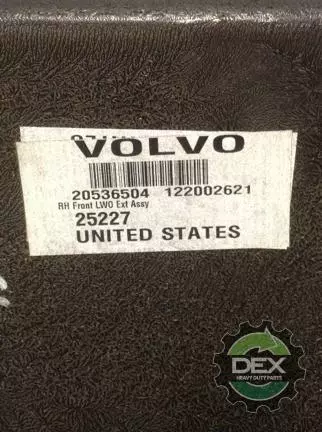 VOLVO
20536504 122002621
RH Front LWO Ext Assy
25227
UNITED STATES
DEX
HEAVY DUTY PARTS